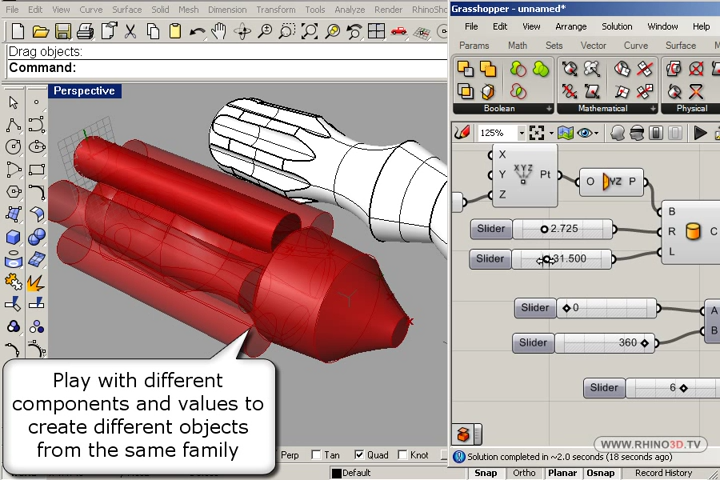 File Edit View Curve Surface Solid Mesh Dimension Transform Tools Analyze Render RhinoSh
Drag objects:
Command:
Perspective
Play with different
components and values to
create different objects
from the same family
Perp Tan Quad Knot
Default
Grasshopper - unnamed*
File Edit View Arrange Solution Window Help
Params Math Sets Vector Curve Surface
Boolean Mathematical Physical
125%
X
Y Pt
Z
XYZ
O YZ P
Slider 2.725
B
R C
L
Slider 31.500
Slider 0
A
Slider 360
B
Slider 6
WWW.RHINO3D.TV
Solution completed in ~2.0 seconds (18 seconds ago)
Snap Ortho Planar Osnap Record History